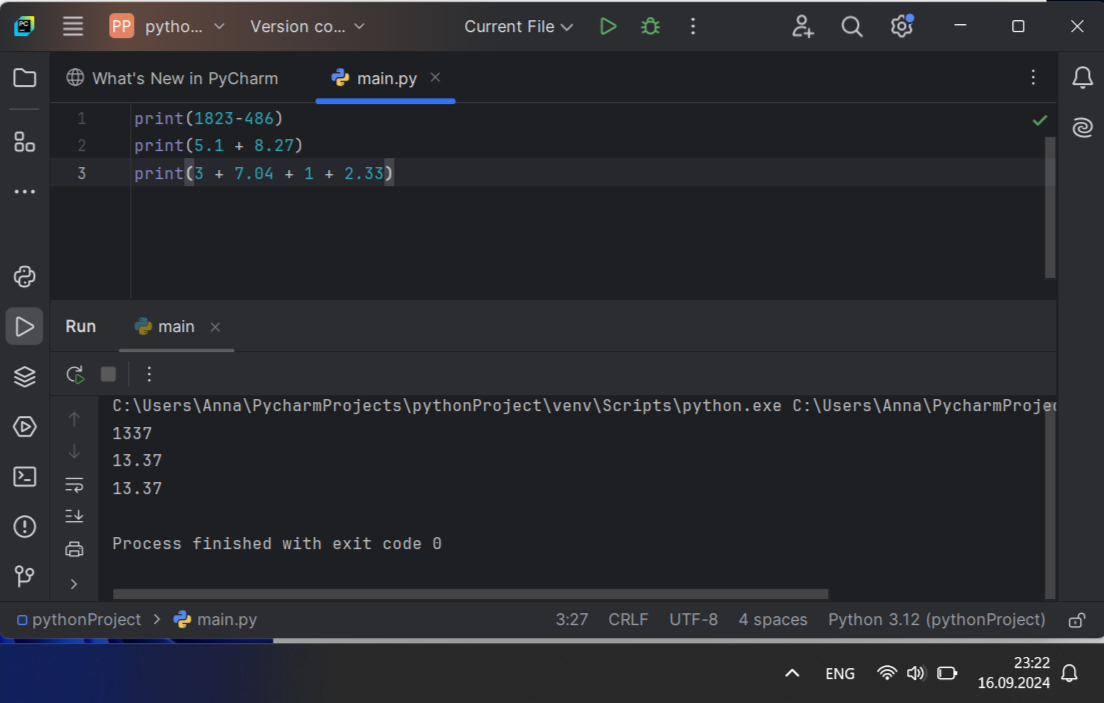 PC
PP pytho... Version co... Current File
What's New in PyCharm main.py
1 print(1823-486)
2 print(5.1 + 8.27)
3 print(3 + 7.04 + 1 + 2.33)
Run main
C:\Users\Anna\PycharmProjects\pythonProject\venv\Scripts\python.exe C:\Users\Anna\PycharmProjec
1337
13.37
13.37
Process finished with exit code 0
pythonProject > main.py 3:27 CRLF UTF-8 4 spaces Python 3.12 (pythonProject)
ENG 23:22
16.09.2024